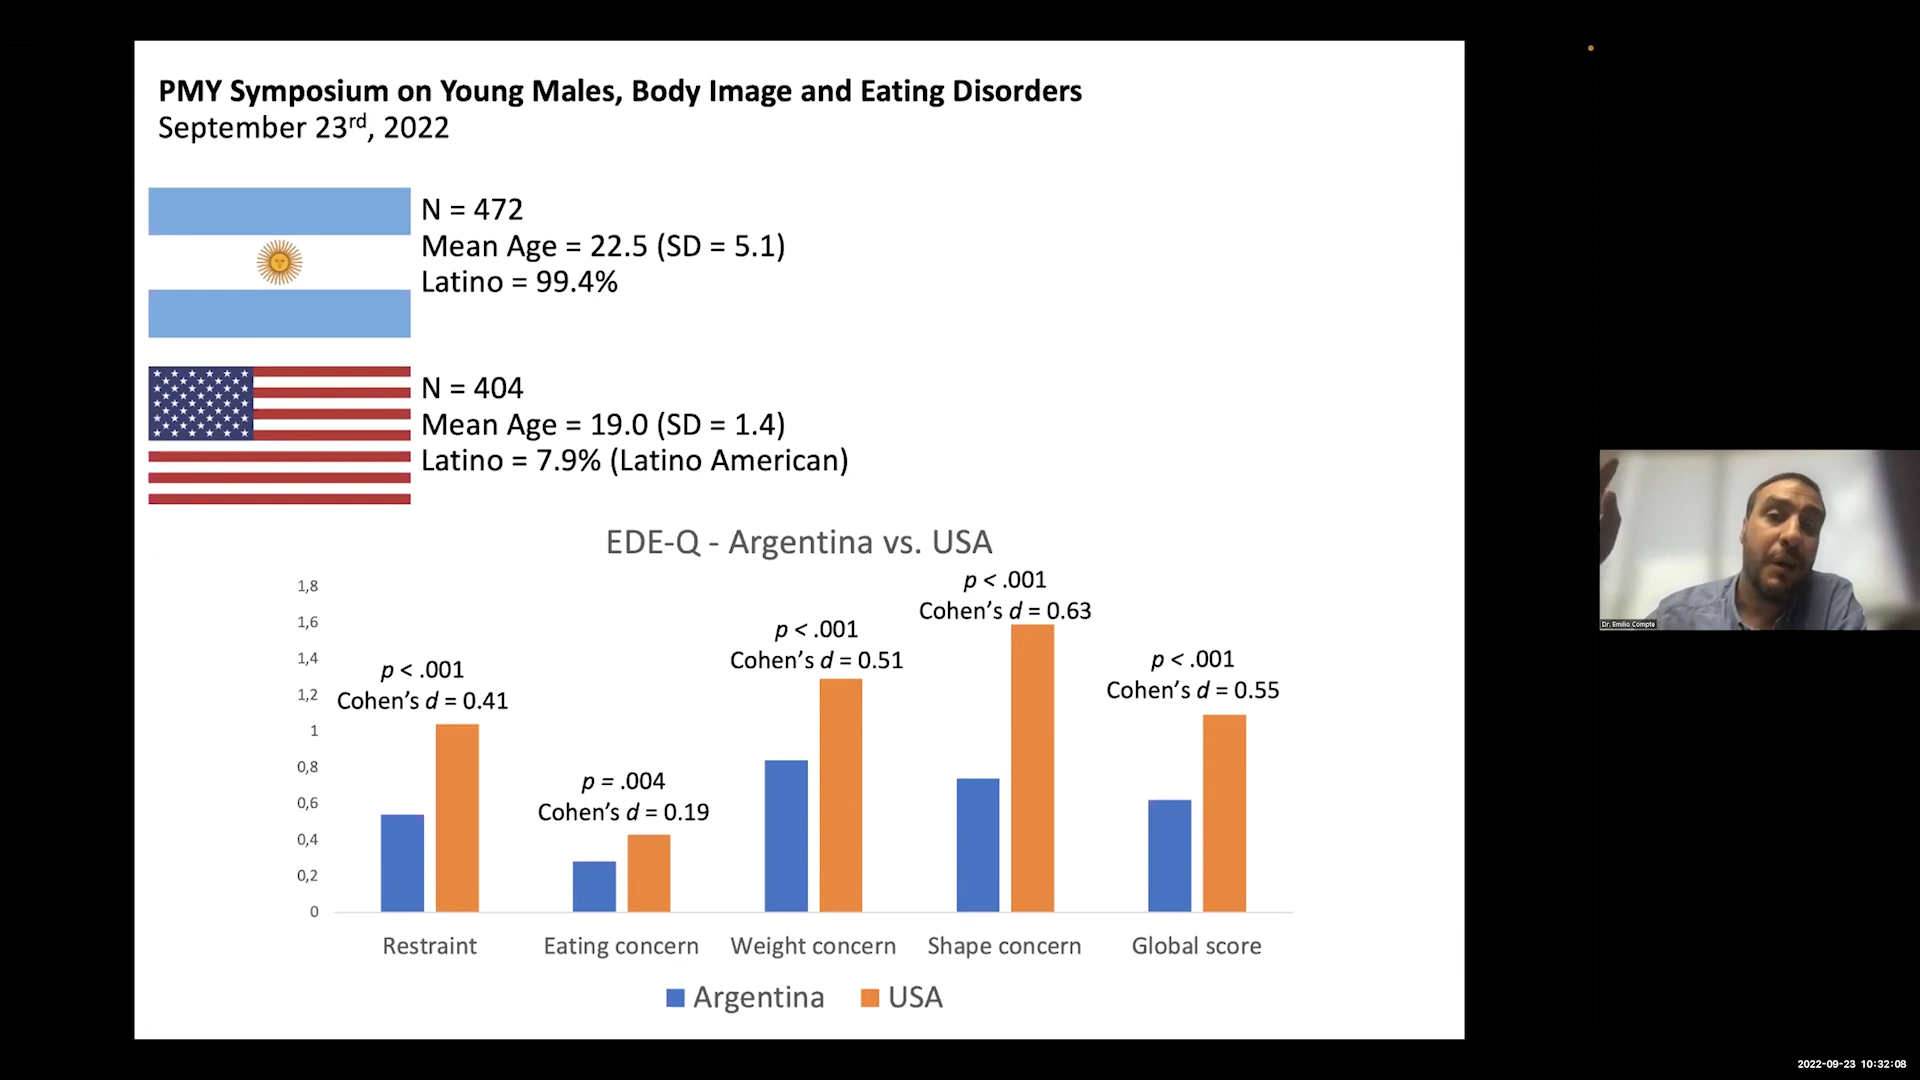 PMY Symposium on Young Males, Body Image and Eating Disorders
September 23rd, 2022
N = 472
Mean Age = 22.5 (SD = 5.1)
Latino = 99.4%
N = 404
Mean Age = 19.0 (SD = 1.4)
Latino = 7.9% (Latino American)
EDE-Q - Argentina vs. USA
1,8
1,6
1,4
1,2
1
0,8
0,6
0,4
0,2
0
p < .001
Cohen's d = 0.41
p = .004
Cohen's d = 0.19
p < .001
Cohen's d = 0.51
p < .001
Cohen's d = 0.63
p < .001
Cohen's d = 0.55
Restraint Eating concern Weight concern Shape concern Global score
Argentina USA
Dr. Emilio Compte
2022-09-23 10:32:08